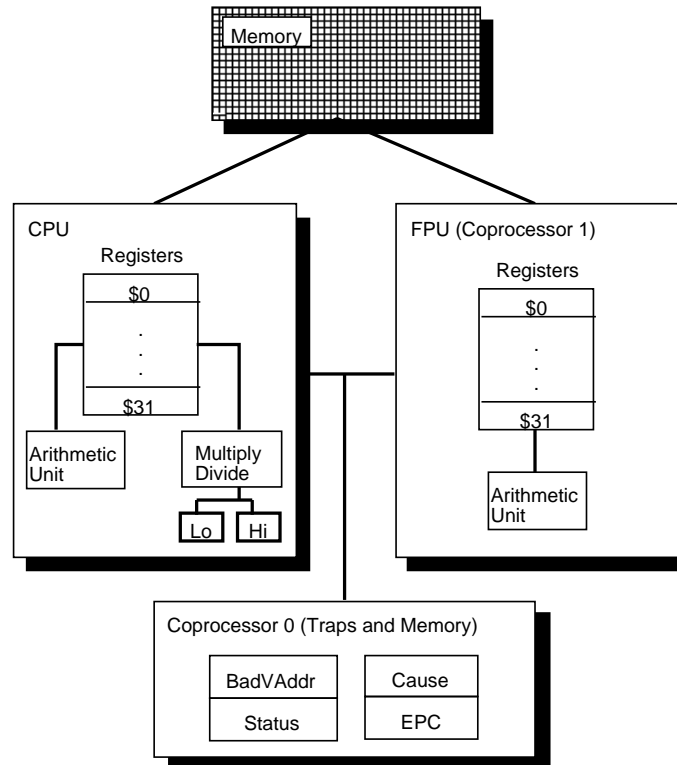 Memory
CPU
Registers
$0
.
.
.
$31
Arithmetic
Unit
Multiply
Divide
Lo
Hi
FPU (Coprocessor 1)
Registers
$0
.
.
.
$31
Arithmetic
Unit
Coprocessor 0 (Traps and Memory)
BadVAddr
Cause
Status
EPC